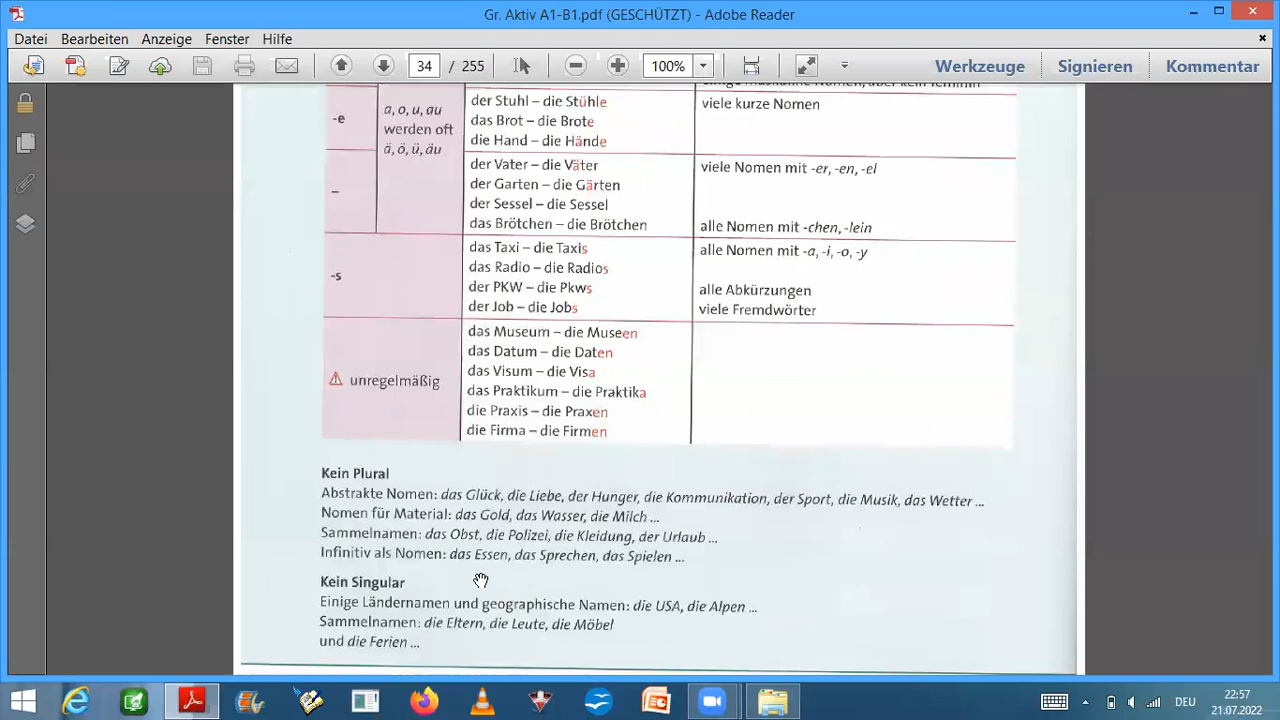 Gr. Aktiv A1-B1.pdf (GESCHÜTZT) - Adobe Reader
Datei Bearbeiten Anzeige Fenster Hilfe
34 / 255 100% Werkzeuge Signieren Kommentar
-e
a, o, u, au
werden oft
ä, ö, ü, äu
der Stuhl – die Stühle
viele kurze Nomen
das Brot – die Brote
die Hand – die Hände
–
der Vater – die Väter
viele Nomen mit -er, -en, -el
der Garten – die Gärten
der Sessel – die Sessel
das Brötchen – die Brötchen
alle Nomen mit -chen, -lein
-s
das Taxi – die Taxis
alle Nomen mit -a, -i, -o, -y
das Radio – die Radios
der PKW – die Pkws
alle Abkürzungen
der Job – die Jobs
viele Fremdwörter
unregelmäßig
das Museum – die Museen
das Datum – die Daten
das Visum – die Visa
das Praktikum – die Praktika
die Praxis – die Praxen
die Firma – die Firmen
Kein Plural
Abstrakte Nomen: das Glück, die Liebe, der Hunger, die Kommunikation, der Sport, die Musik, das Wetter ...
Nomen für Material: das Gold, das Wasser, die Milch ...
Sammelnamen: das Obst, die Polizei, die Kleidung, der Urlaub ...
Infinitiv als Nomen: das Essen, das Sprechen, das Spielen ...
Kein Singular
Einige Ländernamen und geographische Namen: die USA, die Alpen ...
Sammelnamen: die Eltern, die Leute, die Möbel
und die Ferien ...
DEU
22:57
21.07.2022